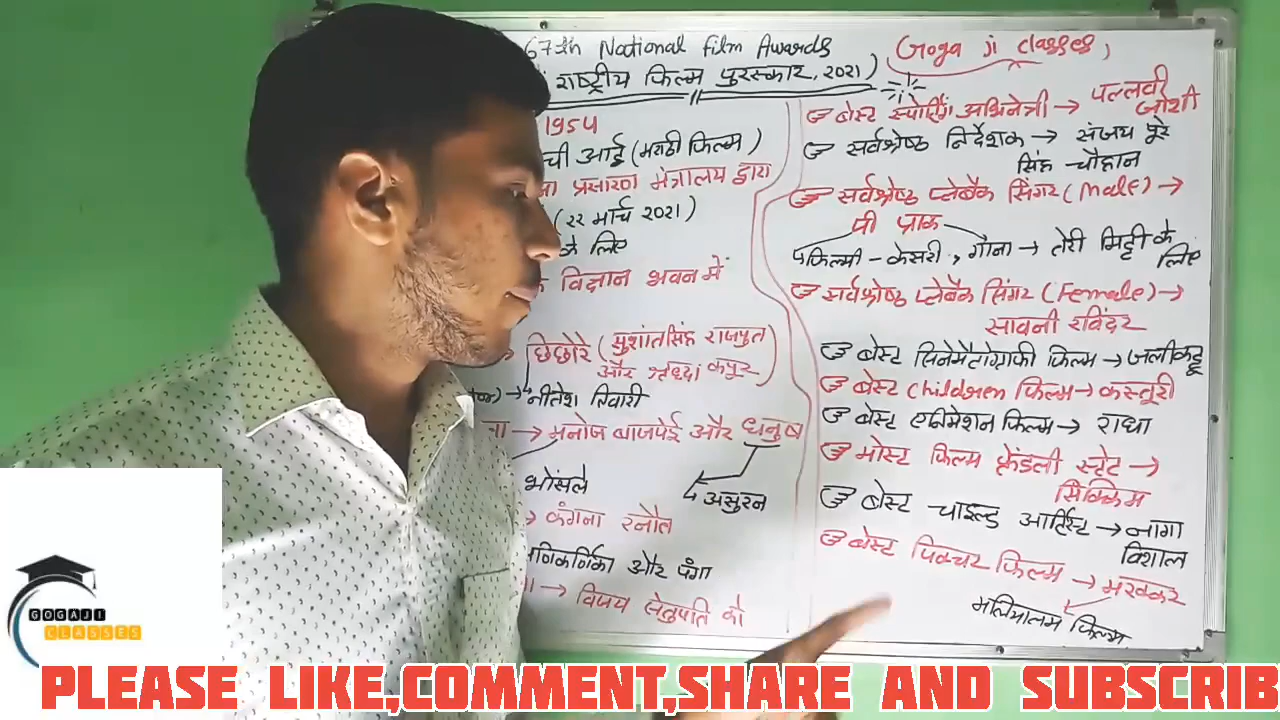 67th National Film Awards
राष्ट्रीय फिल्म पुरस्कार, 2021)
Goga ji classes,
1954
ची आई (मराठी फिल्म)
प्रसारण मंत्रालय द्वारा
(22 मार्च 2021)
के लिए
विज्ञान भवन में
छिछोरे (सुशांत सिंह राजपुत
और श्रद्धा कपूर)
→ नीतेश तिवारी
→ मनोज बाजपेई और धनुष
भोंसले
असुरन
→ कंगना रनौत
और पंगा
→ विजय सेतुपति को
बेस्ट स्पोर्टिंग अभिनेत्री → पल्लवी
जोशी
सर्वश्रेष्ठ निर्देशक → संजय पूरे
सिंह चौहान
सर्वश्रेष्ठ प्लेबैक सिंगर (Male) →
पी प्राक
फिल्मी - केसरी, गाना → तेरी मिट्टी के
लिए
सर्वश्रेष्ठ प्लेबैक सिंगर (Female) →
सावनी रविंदर
बेस्ट सिनेमैटोग्राफी फिल्म → जलीकट्टू
बेस्ट Children फिल्म → कस्तूरी
बेस्ट एनिमेशन फिल्म → राधा
मोस्ट फिल्म फ्रेंडली स्टेट →
सिक्किम
बेस्ट चाइल्ड आर्टिस्ट → नागा
विशाल
बेस्ट पिक्चर फिल्म → मरक्कर
मलियालम फिल्म
GOGAJI
CLASSES
PLEASE LIKE,COMMENT,SHARE AND SUBSCRIB